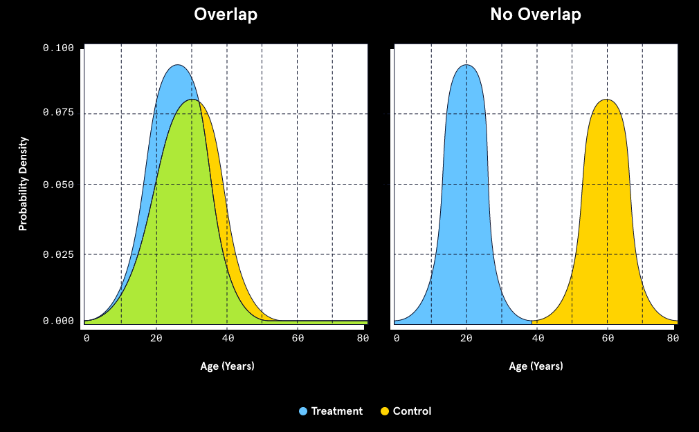 Overlap
No Overlap
Probability Density
0.100
0.075
0.050
0.025
0.000
0 20 40 60 80
0 20 40 60 80
Age (Years)
Age (Years)
Treatment
Control